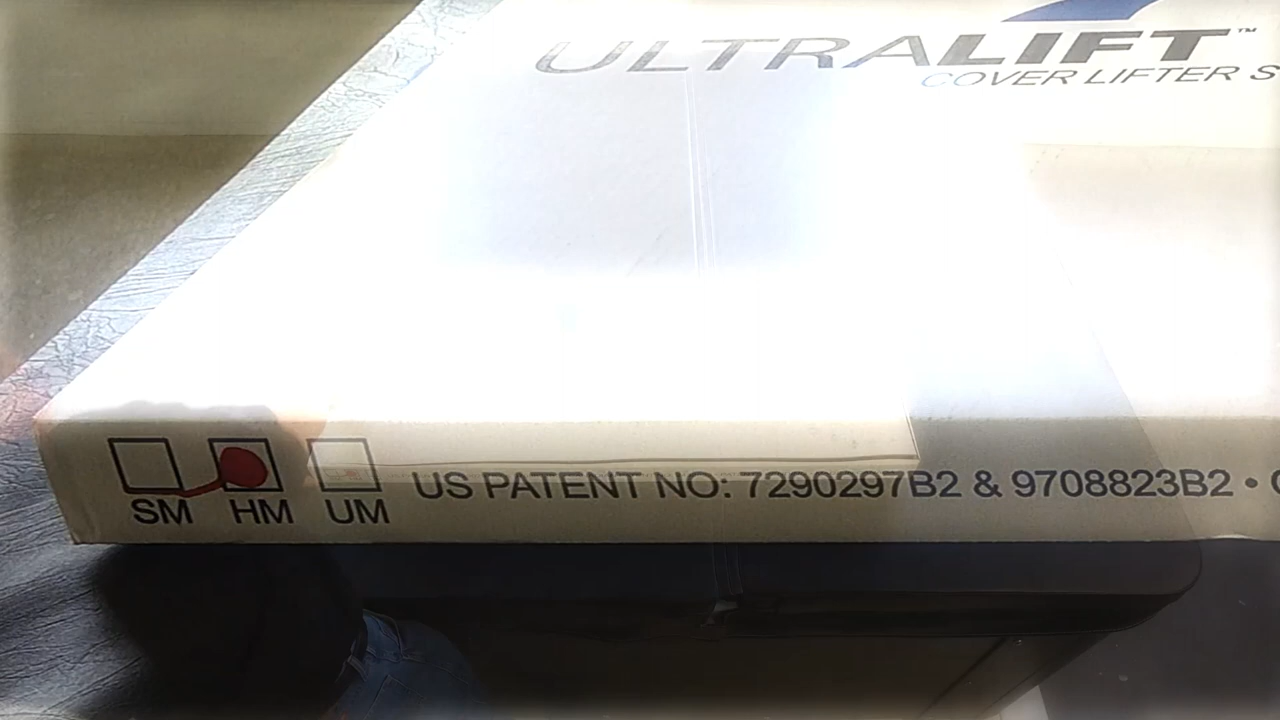 ULTRALIFT™
COVER LIFTER S
SM HM UM
US PATENT NO: 7290297B2 & 9708823B2 •